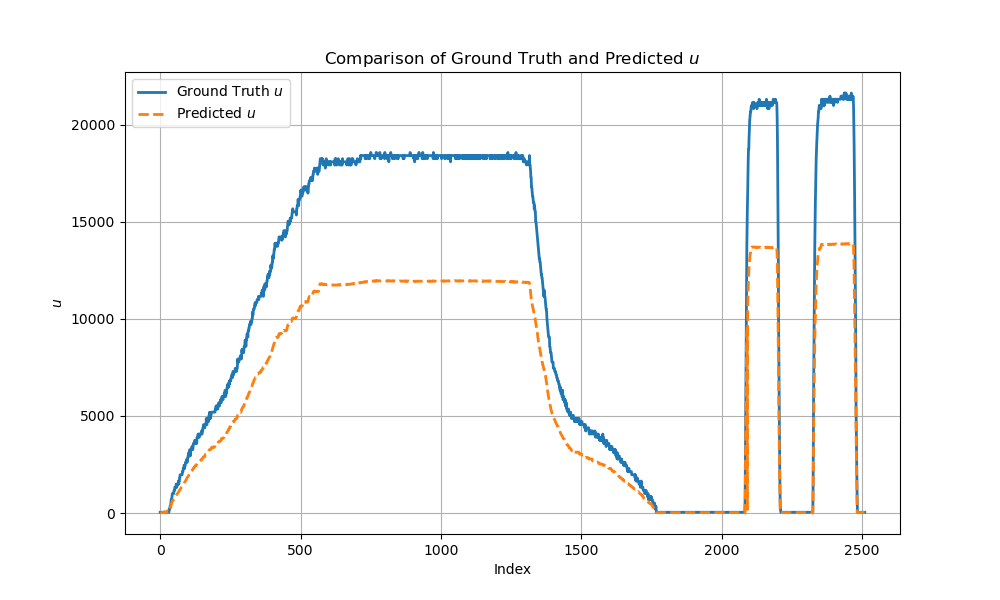 Comparison of Ground Truth and Predicted u
Ground Truth u
Predicted u
20000
15000
10000
5000
0
u
0 500 1000 1500 2000 2500
Index